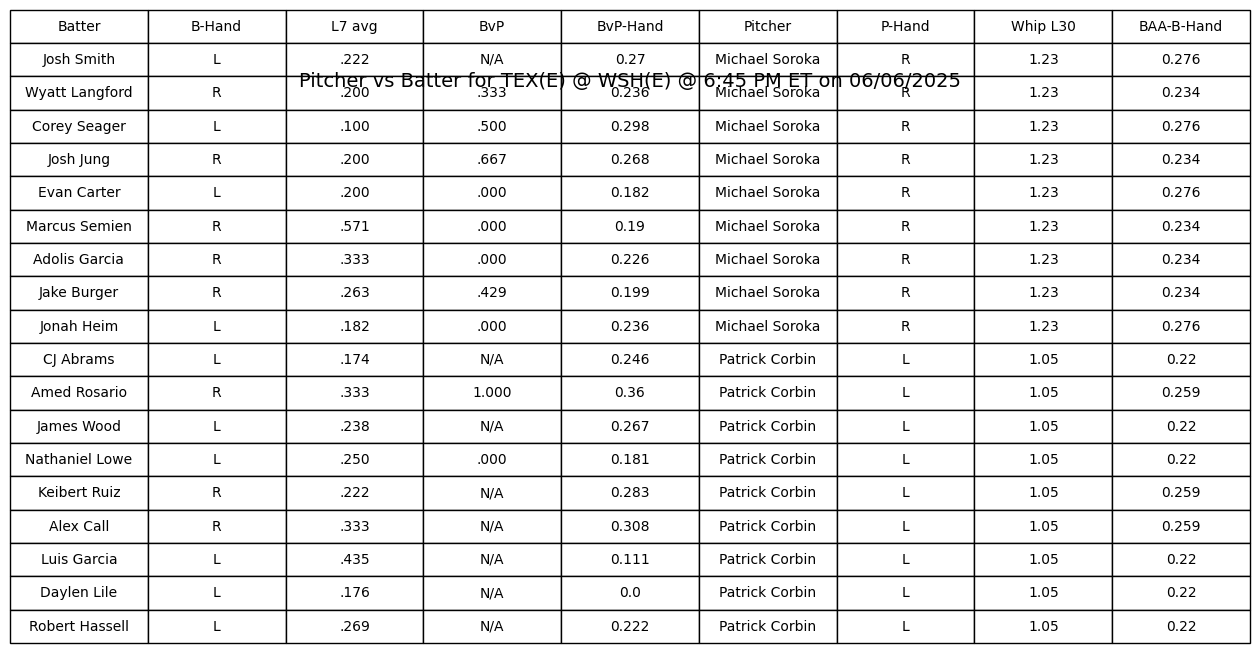 Batter B-Hand L7 avg BvP BvP-Hand Pitcher P-Hand Whip L30 BAA-B-Hand
Josh Smith L .222 N/A 0.27 Michael Soroka R 1.23 0.276
Pitcher vs Batter for TEX(E) @ WSH(E) @ 6:45 PM ET on 06/06/2025
Wyatt Langford R .200 .333 0.236 Michael Soroka R 1.23 0.234
Corey Seager L .100 .500 0.298 Michael Soroka R 1.23 0.276
Josh Jung R .200 .667 0.268 Michael Soroka R 1.23 0.234
Evan Carter L .200 .000 0.182 Michael Soroka R 1.23 0.276
Marcus Semien R .571 .000 0.19 Michael Soroka R 1.23 0.234
Adolis Garcia R .333 .000 0.226 Michael Soroka R 1.23 0.234
Jake Burger R .263 .429 0.199 Michael Soroka R 1.23 0.234
Jonah Heim L .182 .000 0.236 Michael Soroka R 1.23 0.276
CJ Abrams L .174 N/A 0.246 Patrick Corbin L 1.05 0.22
Amed Rosario R .333 1.000 0.36 Patrick Corbin L 1.05 0.259
James Wood L .238 N/A 0.267 Patrick Corbin L 1.05 0.22
Nathaniel Lowe L .250 .000 0.181 Patrick Corbin L 1.05 0.22
Keibert Ruiz R .222 N/A 0.283 Patrick Corbin L 1.05 0.259
Alex Call R .333 N/A 0.308 Patrick Corbin L 1.05 0.259
Luis Garcia L .435 N/A 0.111 Patrick Corbin L 1.05 0.22
Daylen Lile L .176 N/A 0.0 Patrick Corbin L 1.05 0.22
Robert Hassell L .269 N/A 0.222 Patrick Corbin L 1.05 0.22